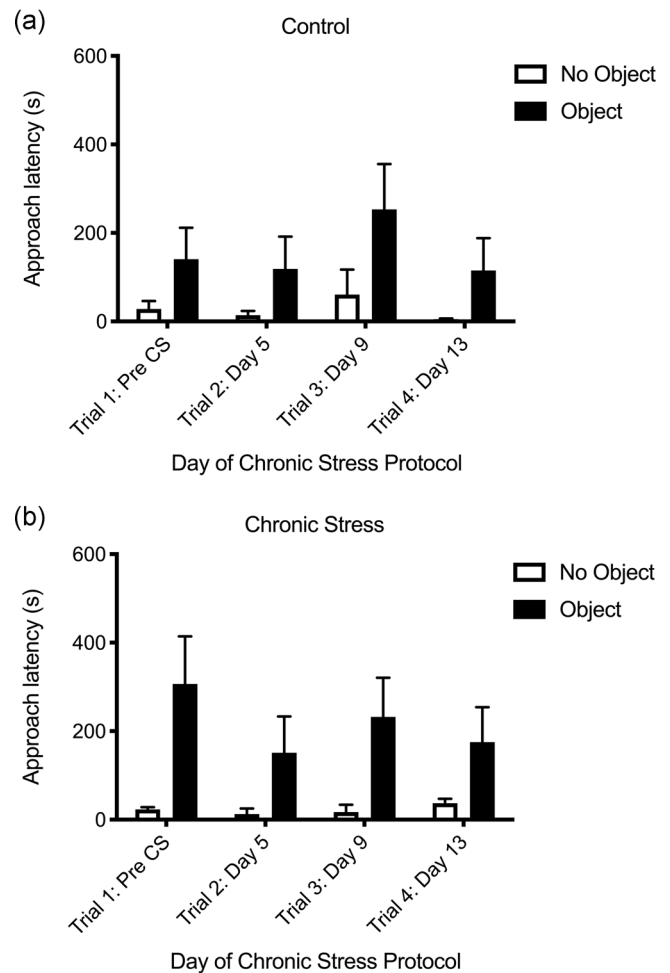 (a)
Control
600
400
200
0
Approach latency (s)
No Object
Object
Trial 1: Pre CS
Trial 2: Day 5
Trial 3: Day 9
Trial 4: Day 13
Day of Chronic Stress Protocol
(b)
Chronic Stress
600
400
200
0
Approach latency (s)
No Object
Object
Trial 1: Pre CS
Trial 2: Day 5
Trial 3: Day 9
Trial 4: Day 13
Day of Chronic Stress Protocol